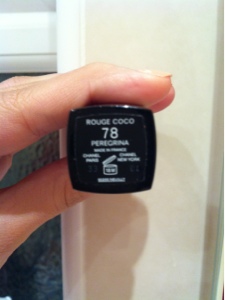 ROUGE COCO
78
PEREGRINA
MADE IN FRANCE
CHANEL CHANEL
PARIS NEW YORK